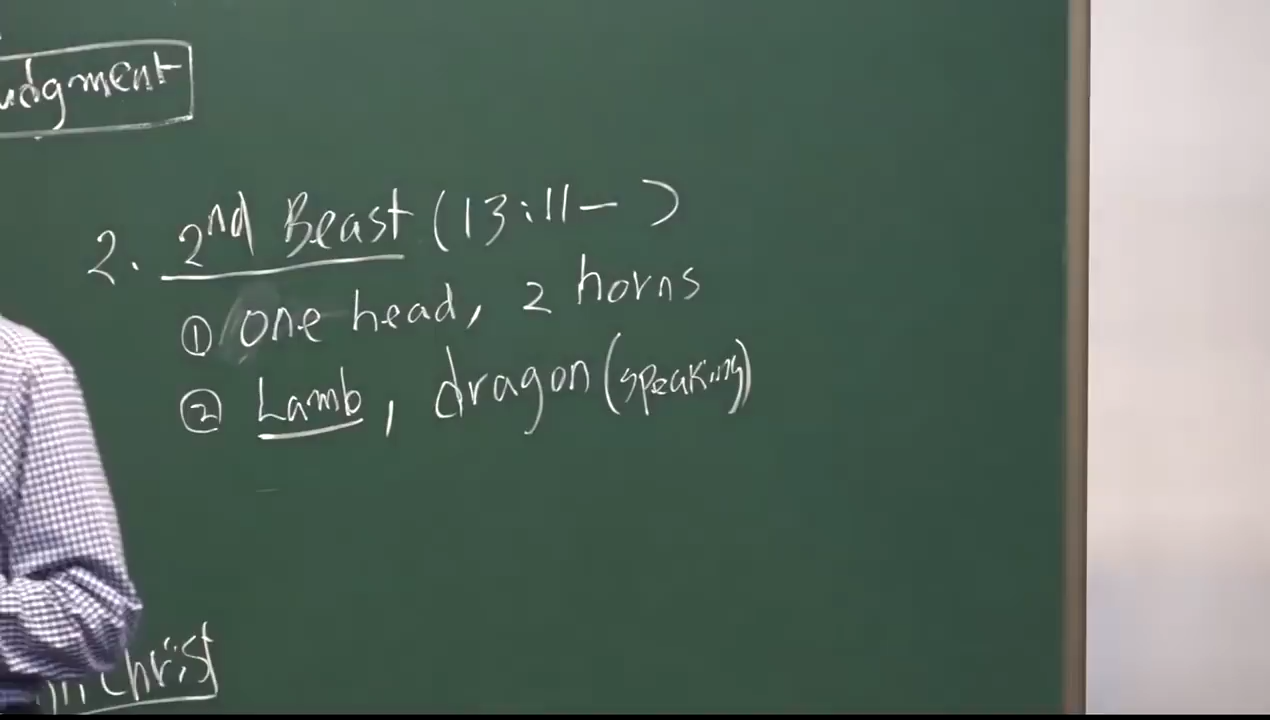 udgment
2. 2nd Beast (13:11- )
① one head, 2 horns
② Lamb, dragon (speaking)
christ